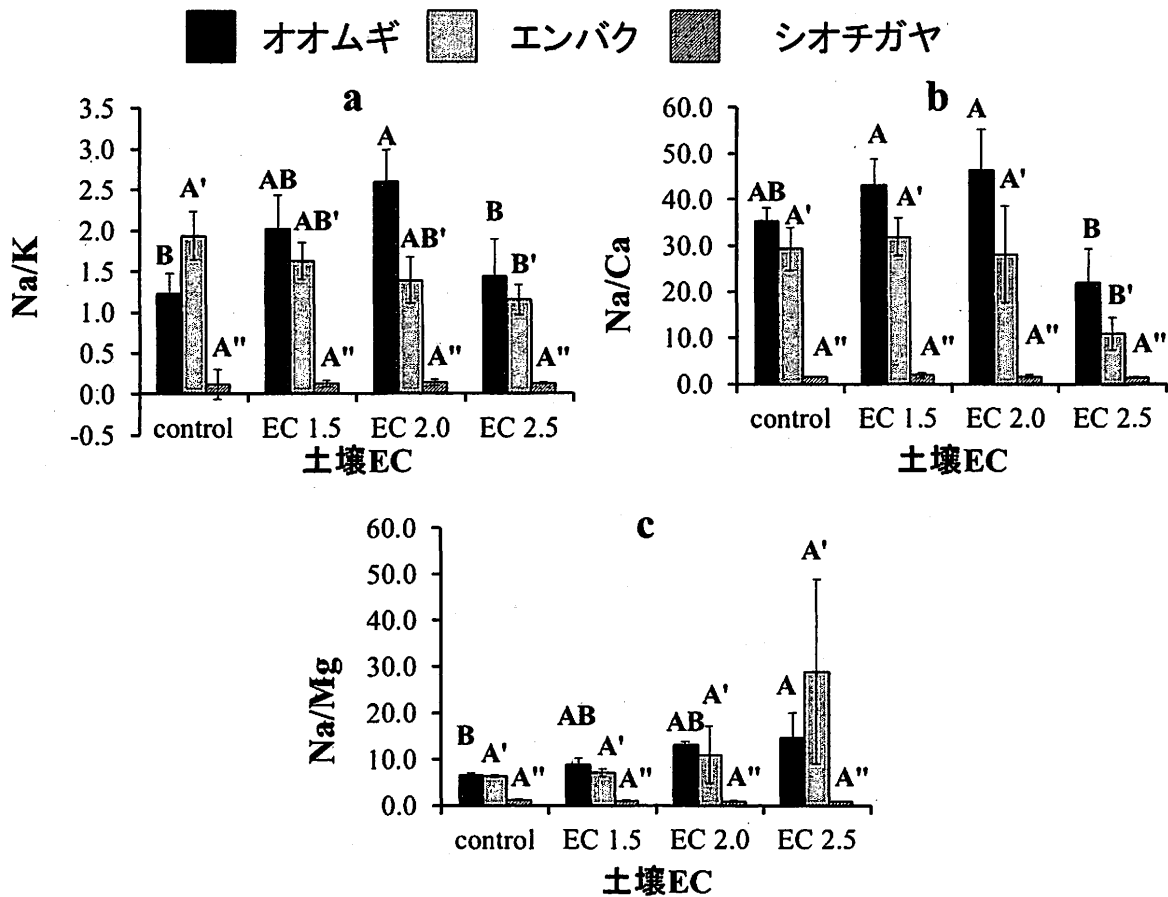 オオムギ エンバク シオチガヤ
a
Na/K
3.5
3.0
2.5
2.0
1.5
1.0
0.5
0.0
-0.5
B A' A"
AB AB' A"
A AB' A"
B B' A"
control EC 1.5 EC 2.0 EC 2.5
土壌EC
b
Na/Ca
60.0
50.0
40.0
30.0
20.0
10.0
0.0
AB A' A"
A A' A"
A A' A"
B B' A"
control EC 1.5 EC 2.0 EC 2.5
土壌EC
c
Na/Mg
60.0
50.0
40.0
30.0
20.0
10.0
0.0
B A' A"
AB A' A"
AB A' A"
A A' A"
control EC 1.5 EC 2.0 EC 2.5
土壌EC